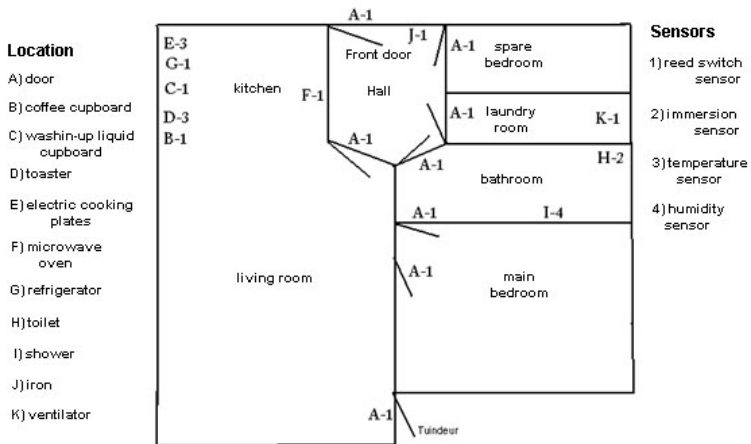 Location
A) door
B) coffee cupboard
C) washin-up liquid
cupboard
D) toaster
E) electric cooking
plates
F) microwave
oven
G) refrigerator
H) toilet
I) shower
J) iron
K) ventilator
A-1
E-3
G-1
C-1
D-3
B-1
kitchen
F-1
J-1
Front door
Hall
A-1
A-1
spare
bedroom
A-1
laundry
room
K-1
A-1
H-2
bathroom
A-1
I-4
living room
A-1
main
bedroom
A-1
Tuindeur
Sensors
1) reed switch
sensor
2) immersion
sensor
3) temperature
sensor
4) humidity
sensor